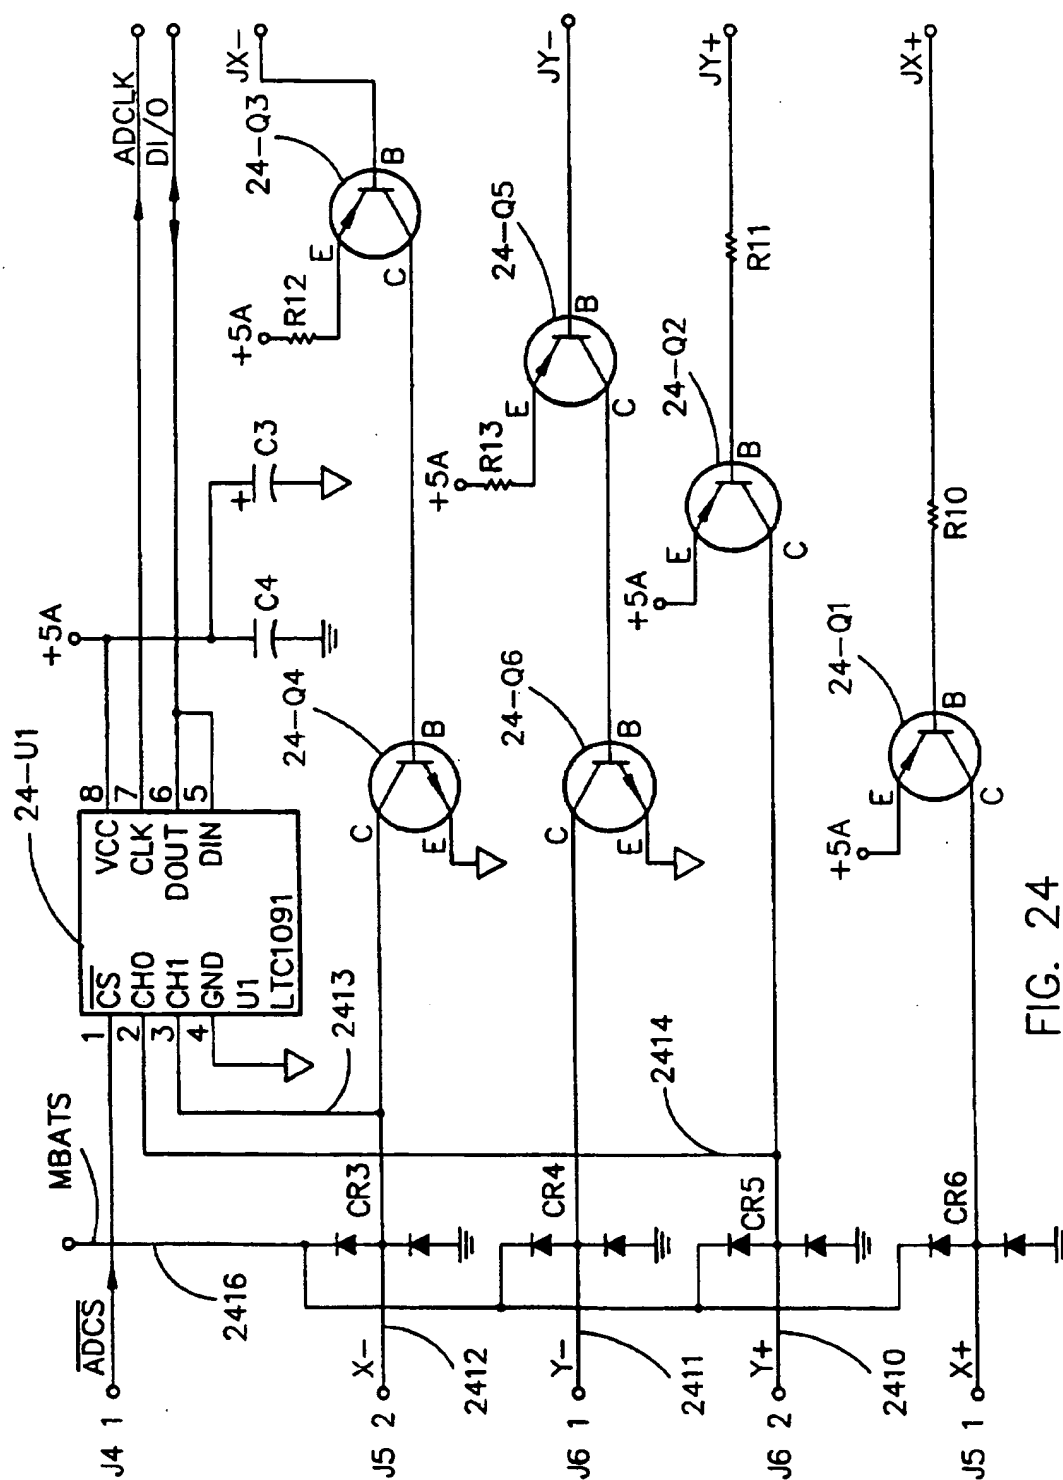 24-U1
+5A
ADCLK
DI/O
J4 1
ADCS
MBATS
1 CS
2 CH0
3 CH1
4 GND
VCC 8
CLK 7
DOUT 6
DIN 5
U1
LTC1091
C4
+ C3
+5A
R12
24-Q3
JX-
E
B
C
2416
2413
24-Q4
C
B
E
J5 2
X-
CR3
2412
+5A
R13
24-Q5
JY-
E
B
C
24-Q6
C
B
E
J6 1
Y-
CR4
2411
2414
+5A
24-Q2
JY+
E
B
C
R11
J6 2
Y+
CR5
2410
+5A
24-Q1
JX+
E
B
C
R10
J5 1
X+
CR6
FIG. 24